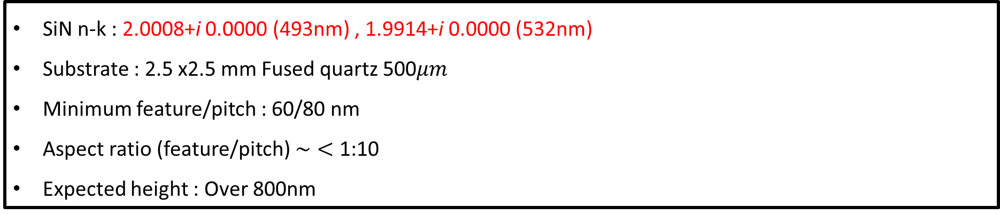 • SiN n-k : 2.0008+i 0.0000 (493nm) , 1.9914+i 0.0000 (532nm)
• Substrate : 2.5 x2.5 mm Fused quartz 500μm
• Minimum feature/pitch : 60/80 nm
• Aspect ratio (feature/pitch) ~ < 1:10
• Expected height : Over 800nm